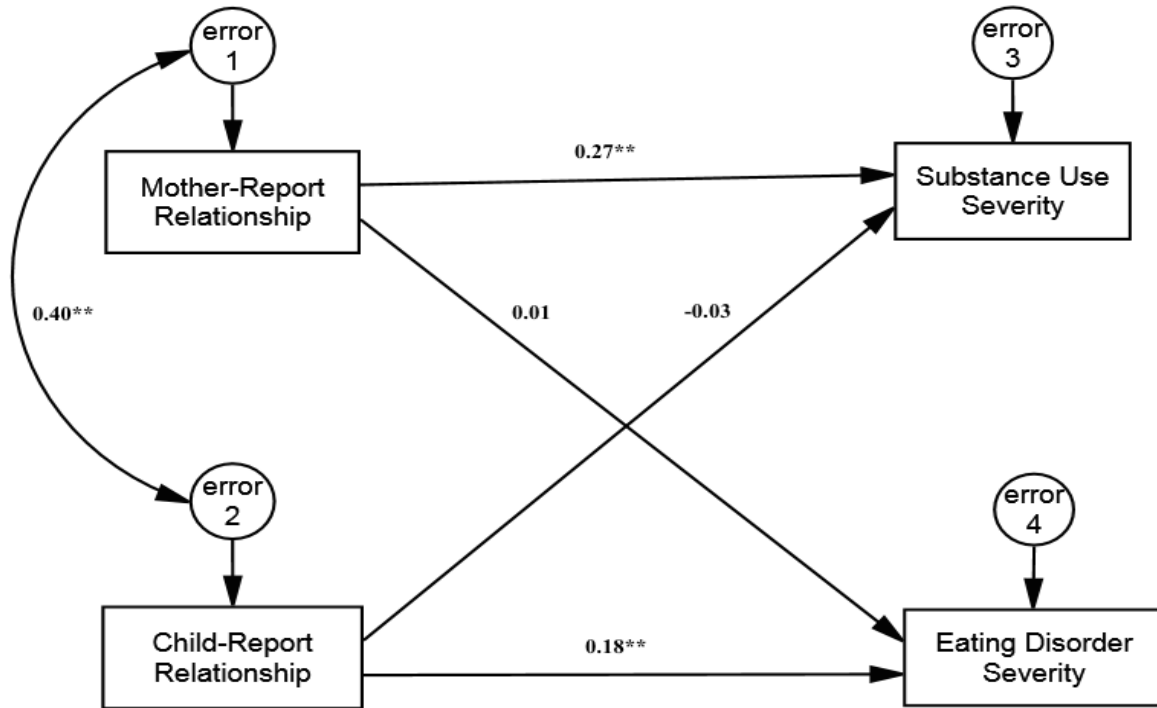 error
1
error
3
0.27**
Mother-Report
Relationship
Substance Use
Severity
0.40**
0.01
-0.03
error
2
error
4
Child-Report
Relationship
0.18**
Eating Disorder
Severity